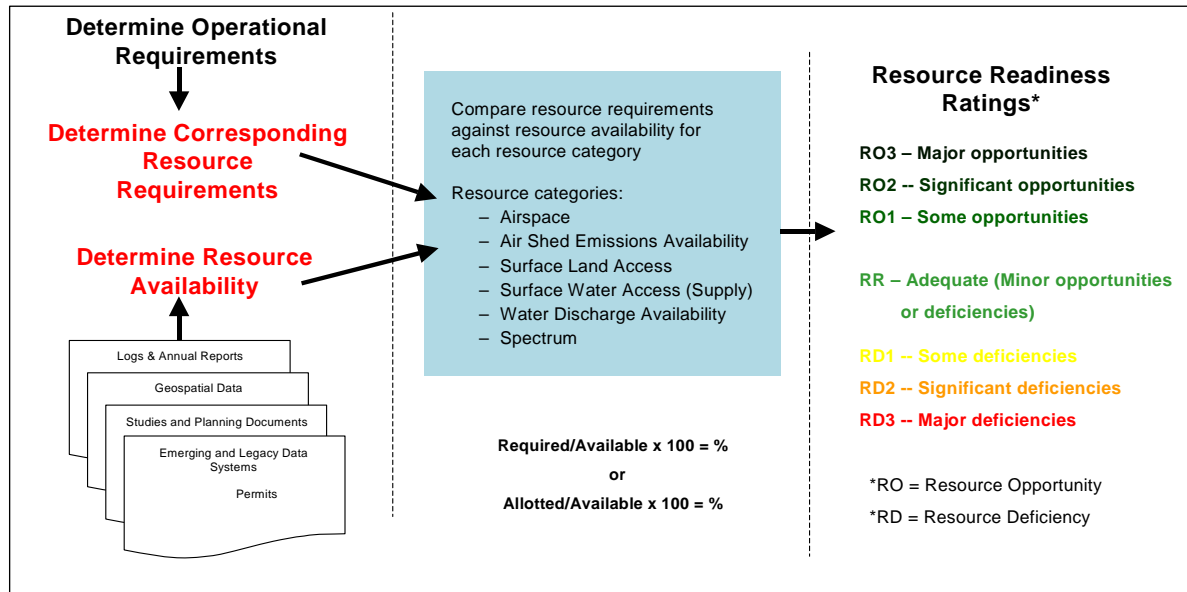 Determine Operational
Requirements
Determine Corresponding
Resource
Requirements
Determine Resource
Availability
Logs & Annual Reports
Geospatial Data
Studies and Planning Documents
Emerging and Legacy Data
Systems
Permits
Compare resource requirements
against resource availability for
each resource category
Resource categories:
– Airspace
– Air Shed Emissions Availability
– Surface Land Access
– Surface Water Access (Supply)
– Water Discharge Availability
– Spectrum
Required/Available x 100 = %
or
Allotted/Available x 100 = %
Resource Readiness
Ratings*
RO3 – Major opportunities
RO2 -- Significant opportunities
RO1 – Some opportunities
RR – Adequate (Minor opportunities
or deficiencies)
RD1 -- Some deficiencies
RD2 -- Significant deficiencies
RD3 -- Major deficiencies
*RO = Resource Opportunity
*RD = Resource Deficiency